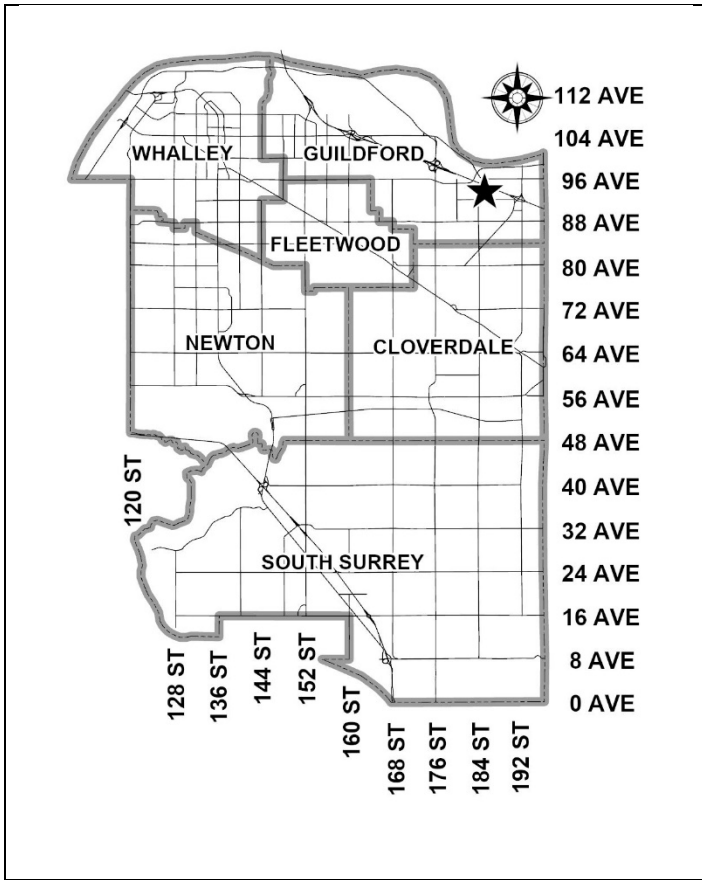 112 AVE
104 AVE
WHALLEY
GUILDFORD
96 AVE
88 AVE
FLEETWOOD
80 AVE
72 AVE
NEWTON
CLOVERDALE
64 AVE
56 AVE
48 AVE
120 ST
40 AVE
32 AVE
SOUTH SURREY
24 AVE
16 AVE
8 AVE
0 AVE
128 ST
136 ST
144 ST
152 ST
160 ST
168 ST
176 ST
184 ST
192 ST